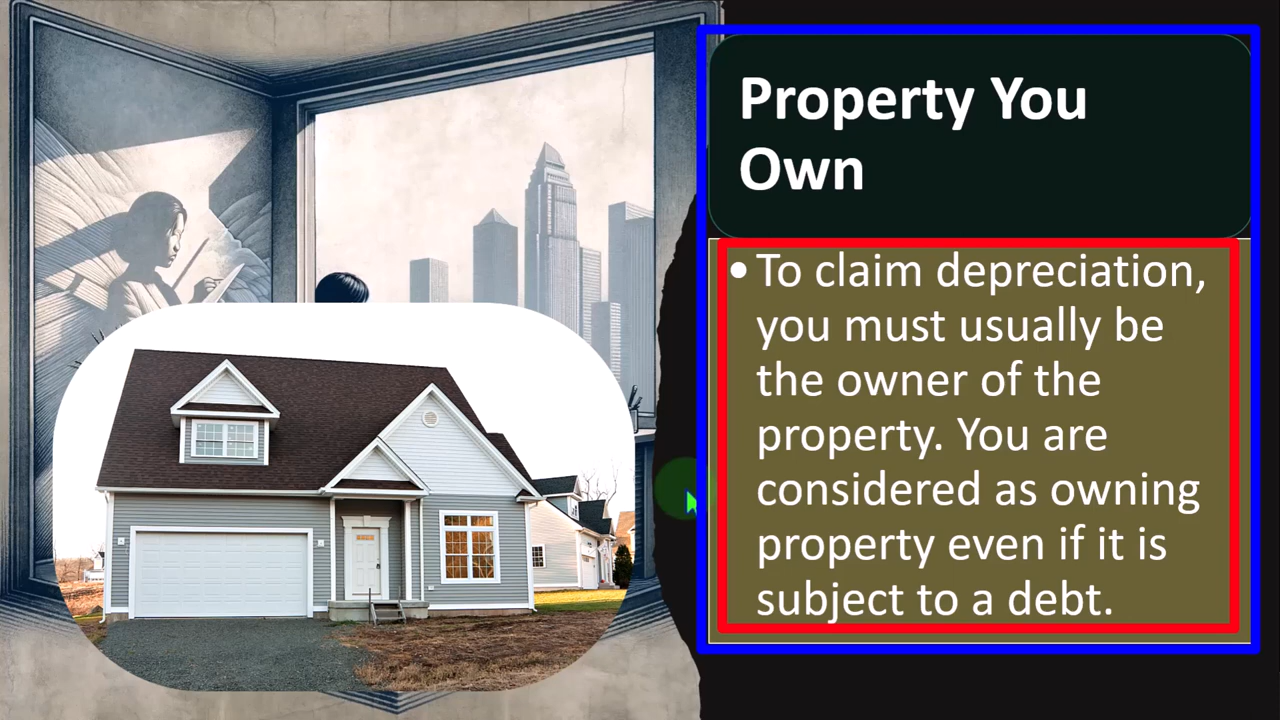 Property You
Own
• To claim depreciation,
you must usually be
the owner of the
property. You are
considered as owning
property even if it is
subject to a debt.